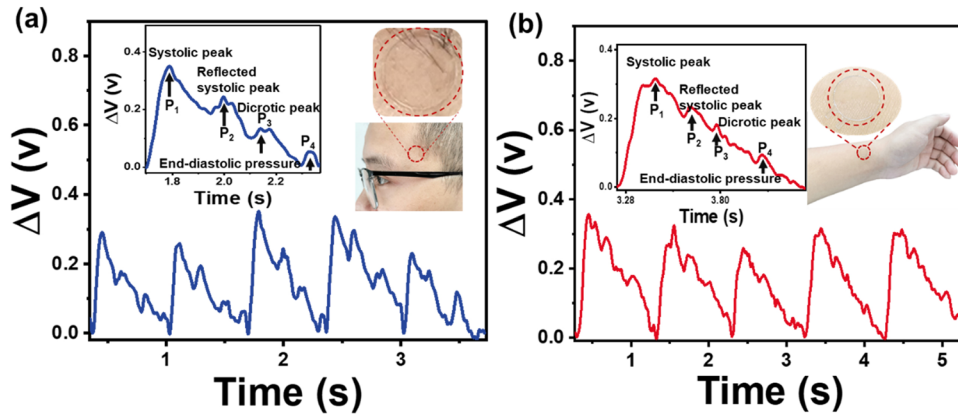 (a)
0.8
0.6
0.4
0.2
0.0
ΔV (v)
1
2
3
Time (s)
0.4
0.2
0.0
ΔV (v)
Systolic peak
Reflected
systolic peak
Dicrotic peak
P1
P2
P3
P4
End-diastolic pressure
1.8
2.0
2.2
Time (s)
(b)
0.8
0.6
0.4
0.2
0.0
ΔV (v)
1
2
3
4
5
Time (s)
0.4
0.2
0.0
ΔV (v)
Systolic peak
Reflected
systolic peak
Dicrotic peak
P1
P2
P3
P4
End-diastolic pressure
3.28
3.80
Time (s)